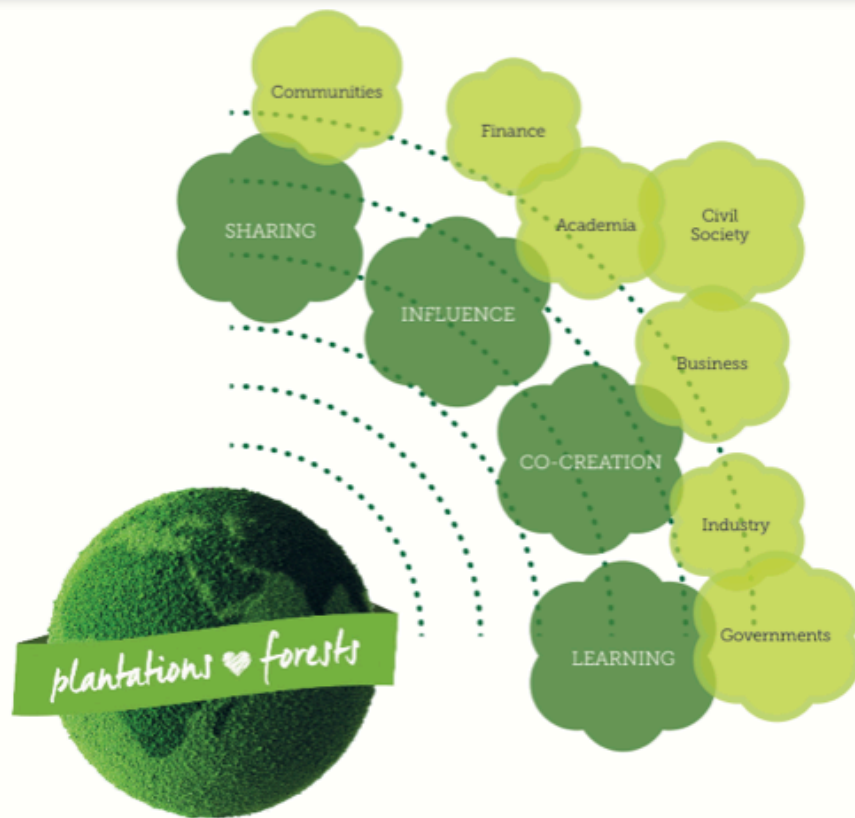 Communities
Finance
SHARING
Academia
Civil
Society
INFLUENCE
Business
CO-CREATION
Industry
LEARNING
Governments
plantations forests